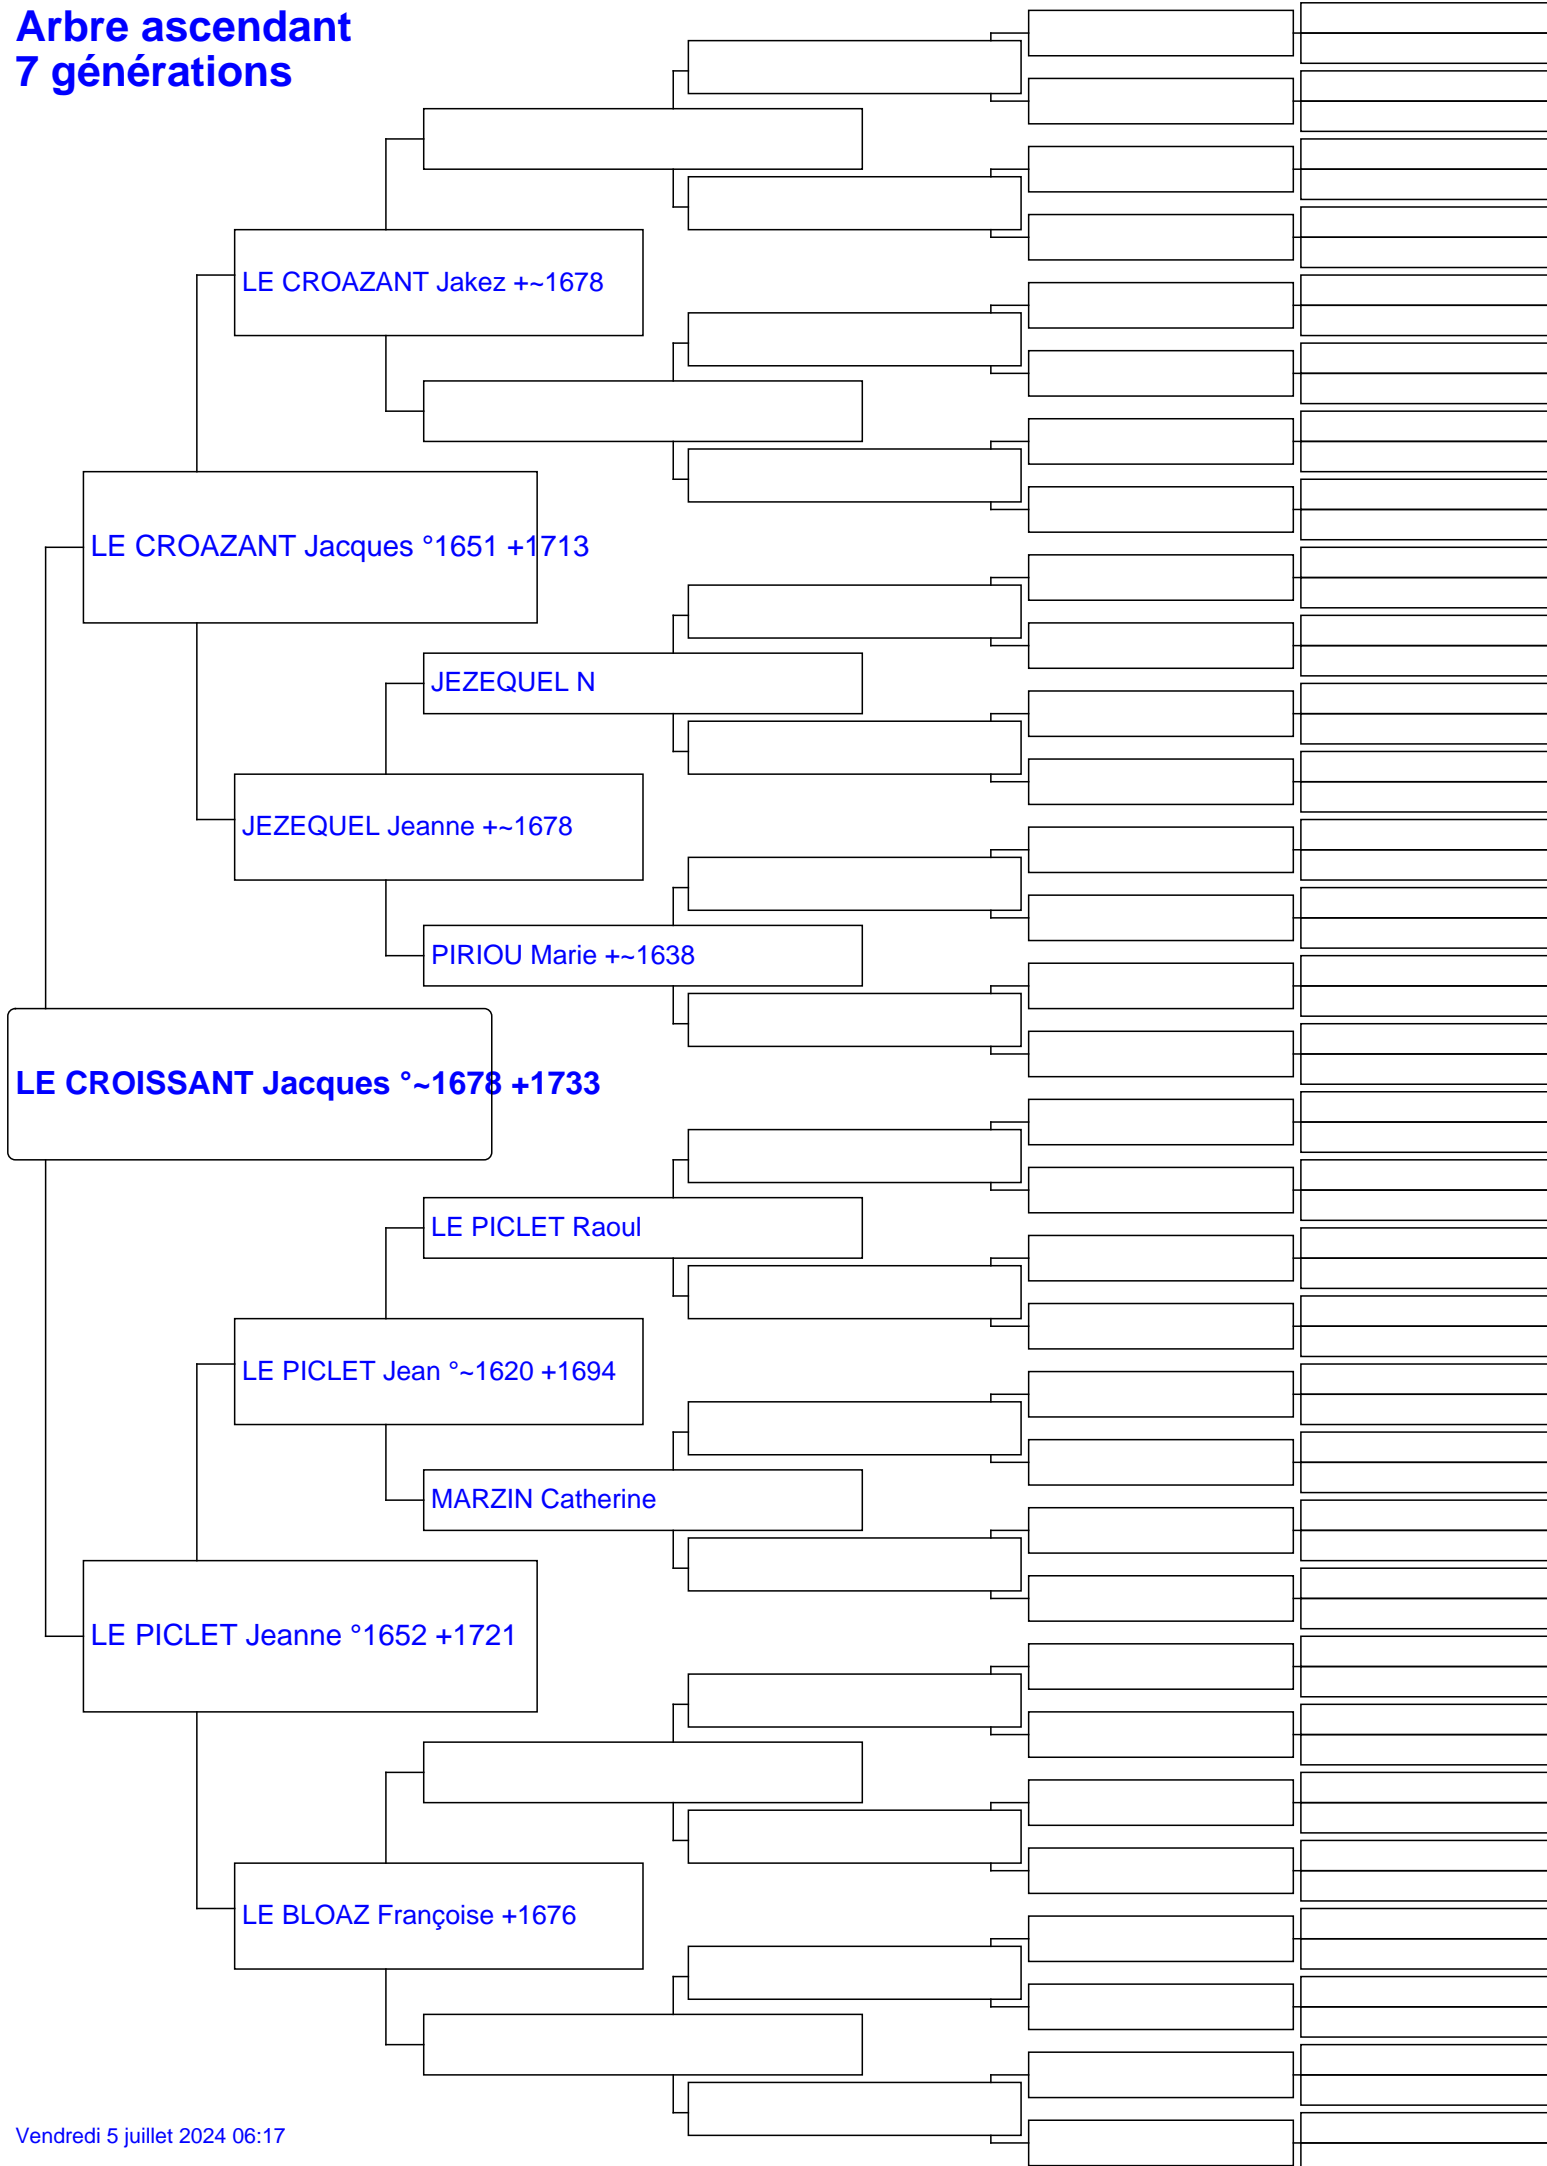 Arbre ascendant
7 générations
LE CROAZANT Jakez +~1678
LE CROAZANT Jacques °1651 +1713
JEZEQUEL N
JEZEQUEL Jeanne +~1678
PIRIOU Marie +~1638
LE CROISSANT Jacques °~1678 +1733
LE PICLET Raoul
LE PICLET Jean °~1620 +1694
MARZIN Catherine
LE PICLET Jeanne °1652 +1721
LE BLOAZ Françoise +1676
Vendredi 5 juillet 2024 06:17